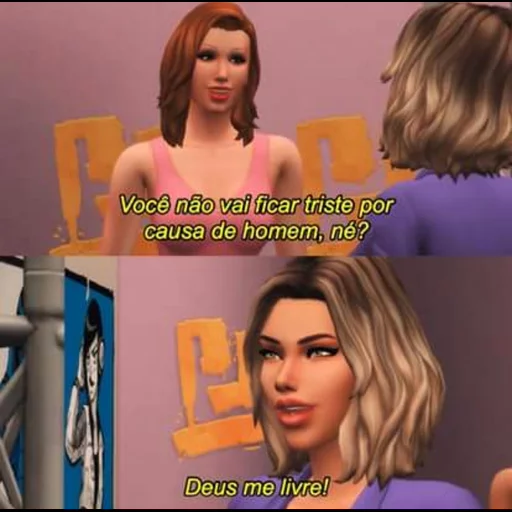 Você não vai ficar triste por
causa de homem, né?
Deus me livre!